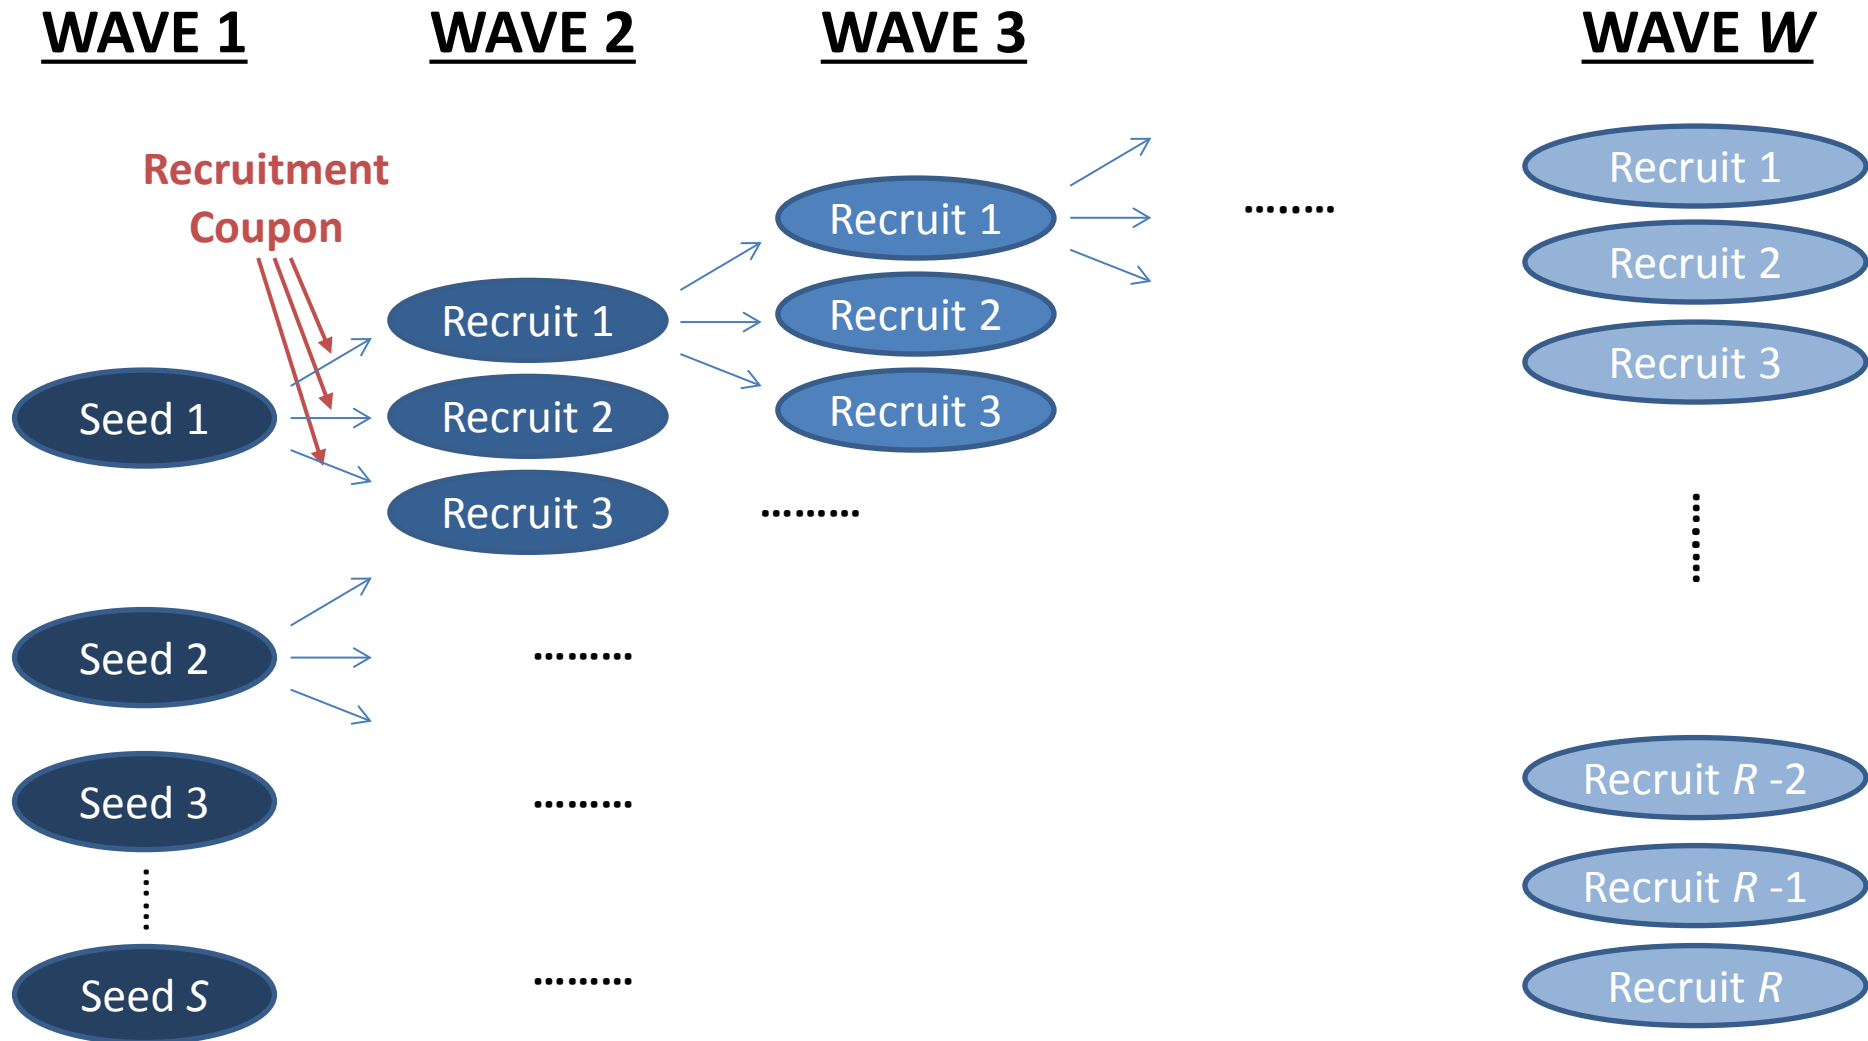 WAVE 1
WAVE 2
WAVE 3
WAVE W
Recruitment
Coupon
Seed 1
Seed 2
Seed 3
Seed S
Recruit 1
Recruit 2
Recruit 3
Recruit 1
Recruit 2
Recruit 3
Recruit 1
Recruit 2
Recruit 3
Recruit R -2
Recruit R -1
Recruit R